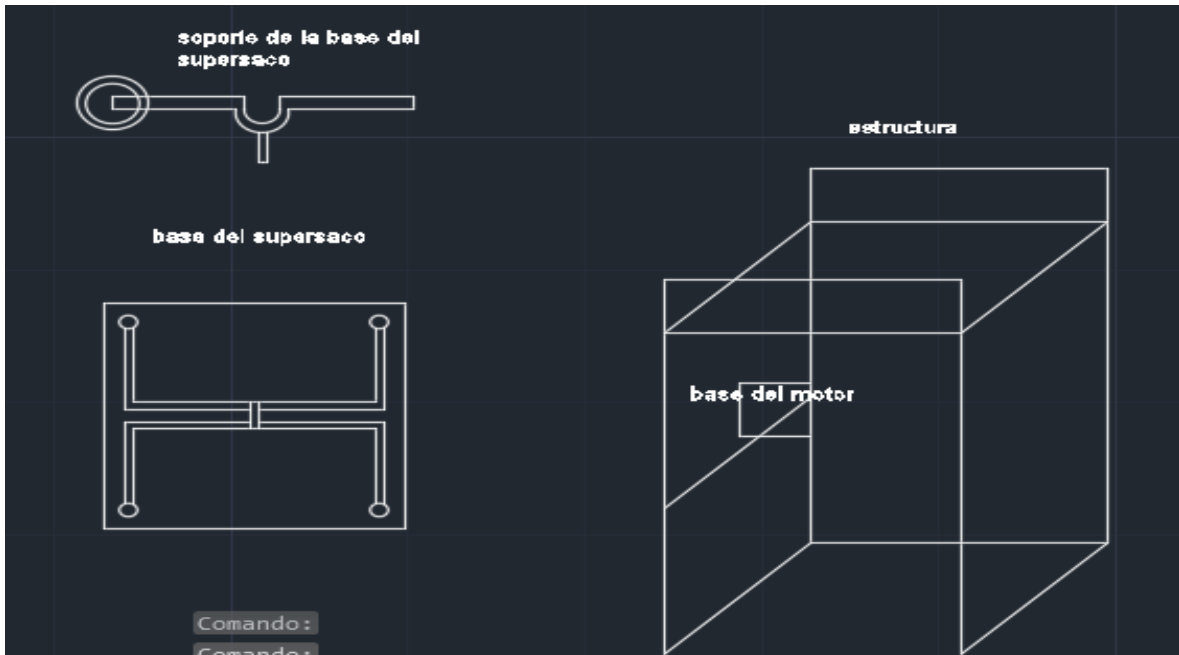 soporte de la base del
supersaco
estructura
base del supersaco
base del motor
Comando:
Comando: